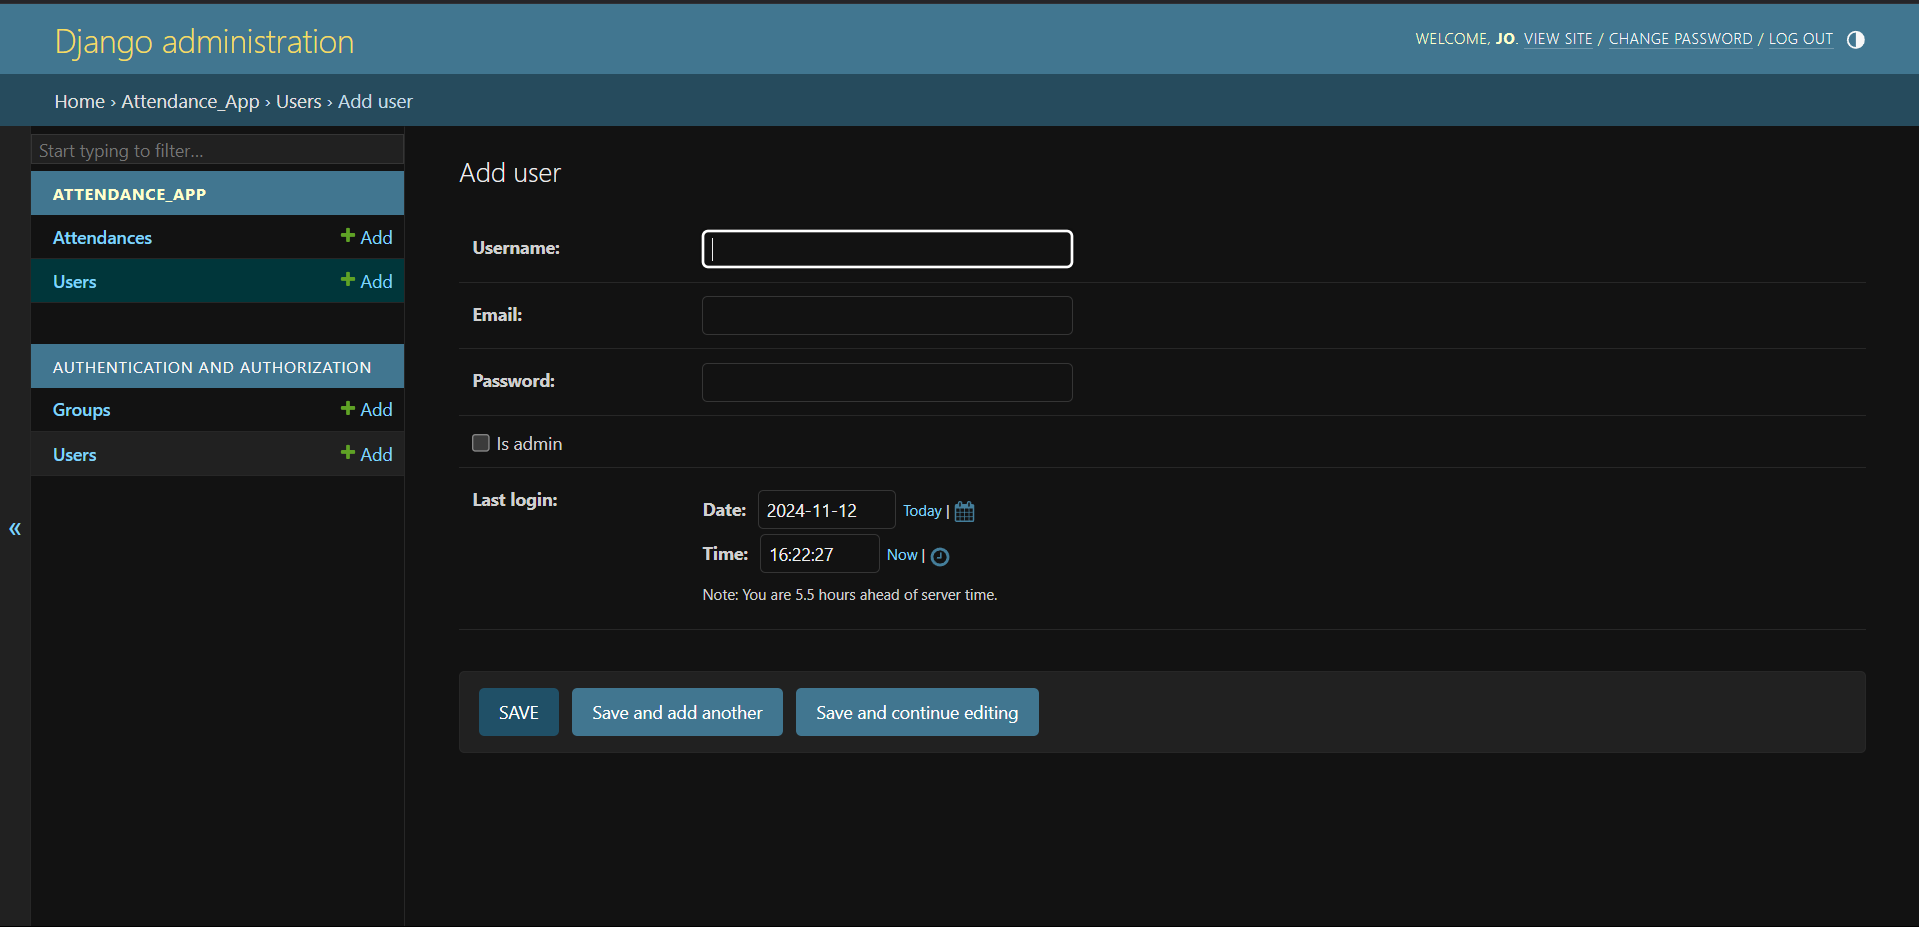 Django administration
WELCOME, JO. VIEW SITE / CHANGE PASSWORD / LOG OUT
Home › Attendance_App › Users › Add user
Start typing to filter...
ATTENDANCE_APP
Attendances + Add
Users + Add
AUTHENTICATION AND AUTHORIZATION
Groups + Add
Users + Add
«
Add user
Username:
Email:
Password:
Is admin
Last login:
Date: 2024-11-12 Today |
Time: 16:22:27 Now |
Note: You are 5.5 hours ahead of server time.
SAVE Save and add another Save and continue editing